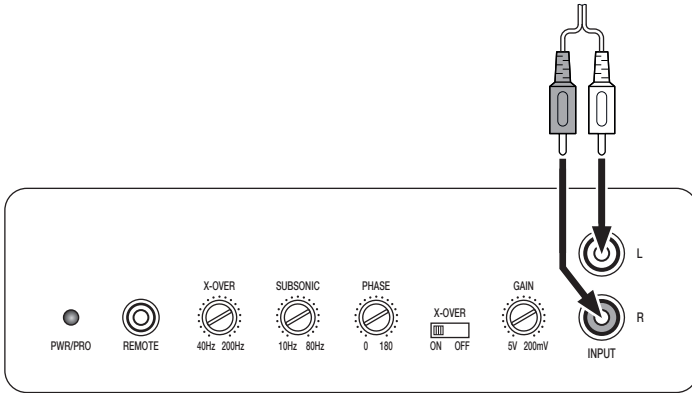 L
X-OVER
SUBSONIC
PHASE
GAIN
X-OVER
R
PWR/PRO
REMOTE
40Hz 200Hz
10Hz 80Hz
0 180
ON OFF
5V 200mV
INPUT